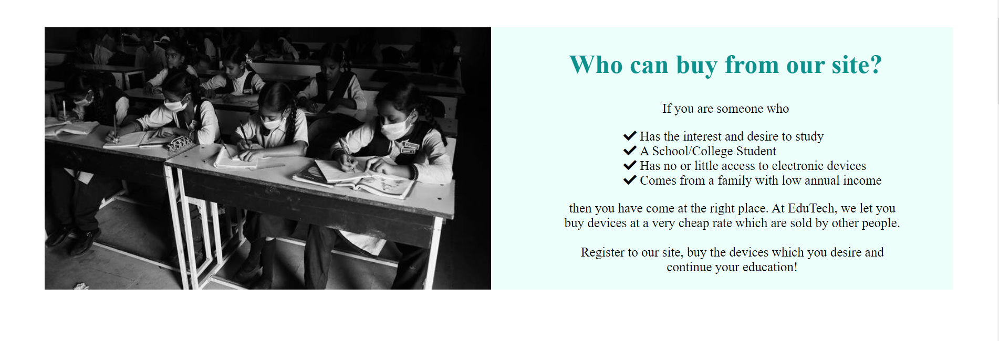 Who can buy from our site?
If you are someone who
✔ Has the interest and desire to study
✔ A School/College Student
✔ Has no or little access to electronic devices
✔ Comes from a family with low annual income
then you have come at the right place. At EduTech, we let you
buy devices at a very cheap rate which are sold by other people.
Register to our site, buy the devices which you desire and
continue your education!